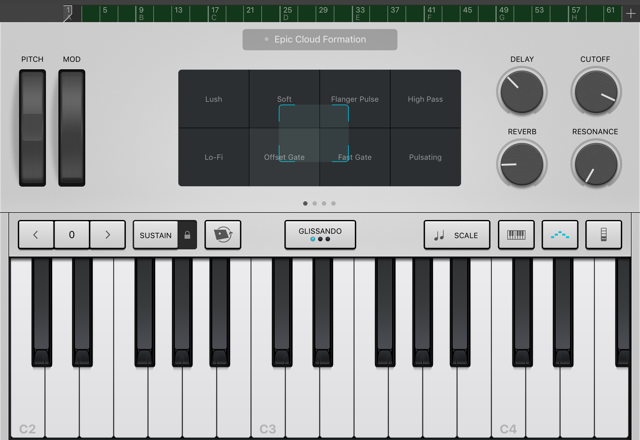 1 5 9 13 17 21 25 29 33 37 41 45 49 53 57 61 +
A B C D E F G H
Epic Cloud Formation
PITCH MOD DELAY CUTOFF
Lush Soft Flanger Pulse High Pass
REVERB RESONANCE
Lo-Fi Offset Gate Fast Gate Pulsating
0 SUSTAIN GLISSANDO SCALE
C2 C3 C4